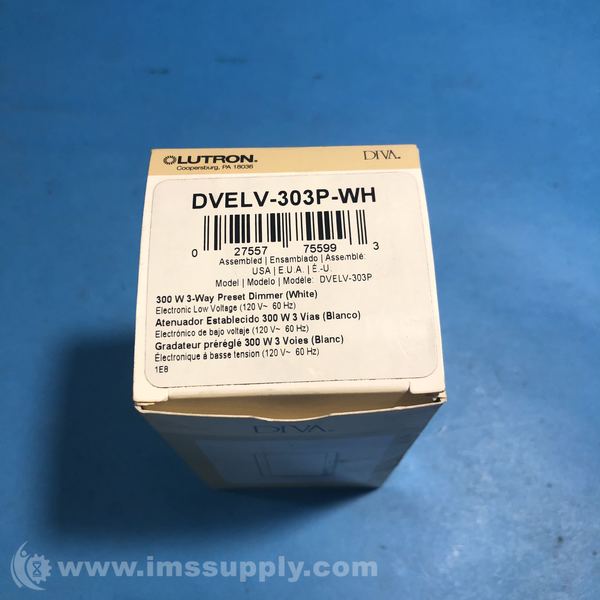 LUTRON.
Coopersburg, PA 18036
DIVA
DVELV-303P-WH
0 27557 75599 3
Assembled | Ensamblado | Assemblé:
USA | E.U.A. | É.-U.
Model | Modelo | Modèle: DVELV-303P
300 W 3-Way Preset Dimmer (White)
Electronic Low Voltage (120 V~ 60 Hz)
Atenuador Establecido 300 W 3 Vías (Blanco)
Electrónico de bajo voltaje (120 V~ 60 Hz)
Gradateur préréglé 300 W 3 Voies (Blanc)
Électronique à basse tension (120 V~ 60 Hz)
1E8
DIVA
www.imssupply.com